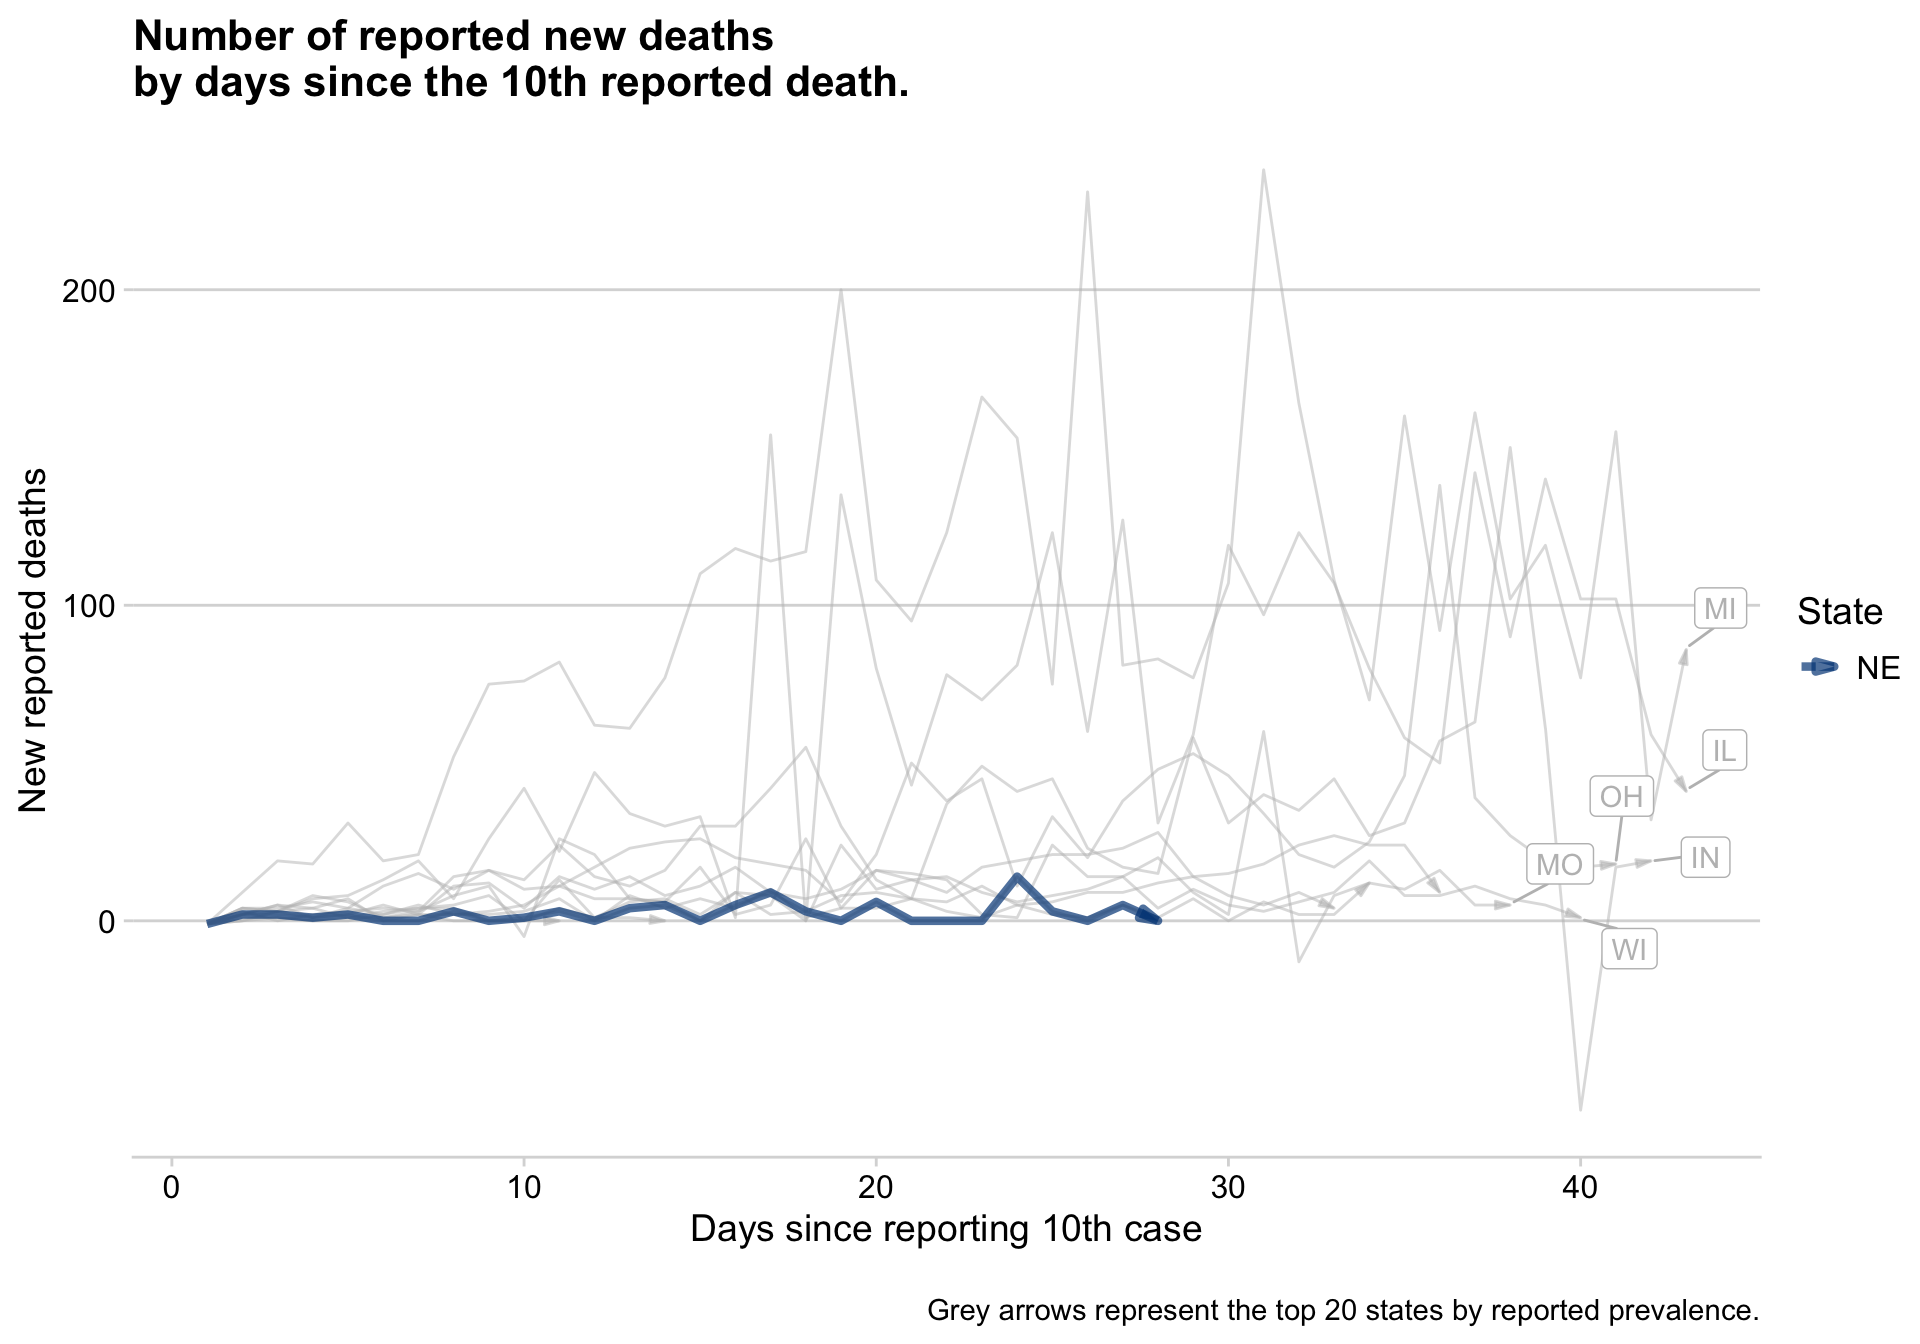 Number of reported new deaths
by days since the 10th reported death.
New reported deaths
200
100
0
MI
IL
OH
MO
IN
WI
State
NE
0
10
20
30
40
Days since reporting 10th case
Grey arrows represent the top 20 states by reported prevalence.